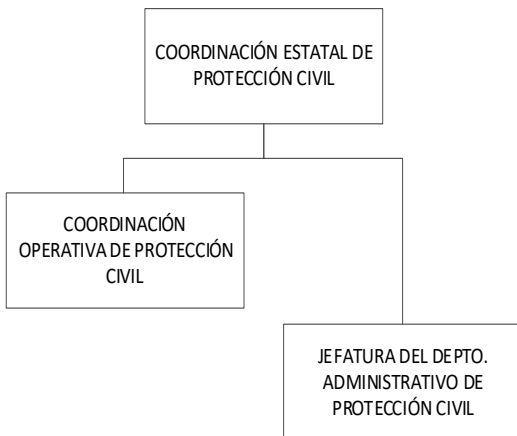 COORDINACIÓN ESTATAL DE
PROTECCIÓN CIVIL
COORDINACIÓN
OPERATIVA DE PROTECCIÓN
CIVIL
JEFATURA DEL DEPTO.
ADMINISTRATIVO DE
PROTECCIÓN CIVIL